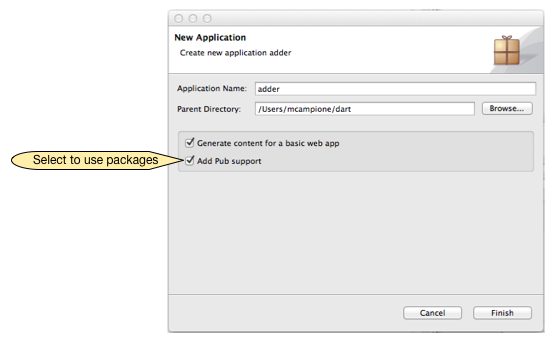 New Application
Create new application adder
Application Name: adder
Parent Directory: /Users/mcampione/dart Browse...
Generate content for a basic web app
Select to use packages Add Pub support
Cancel Finish